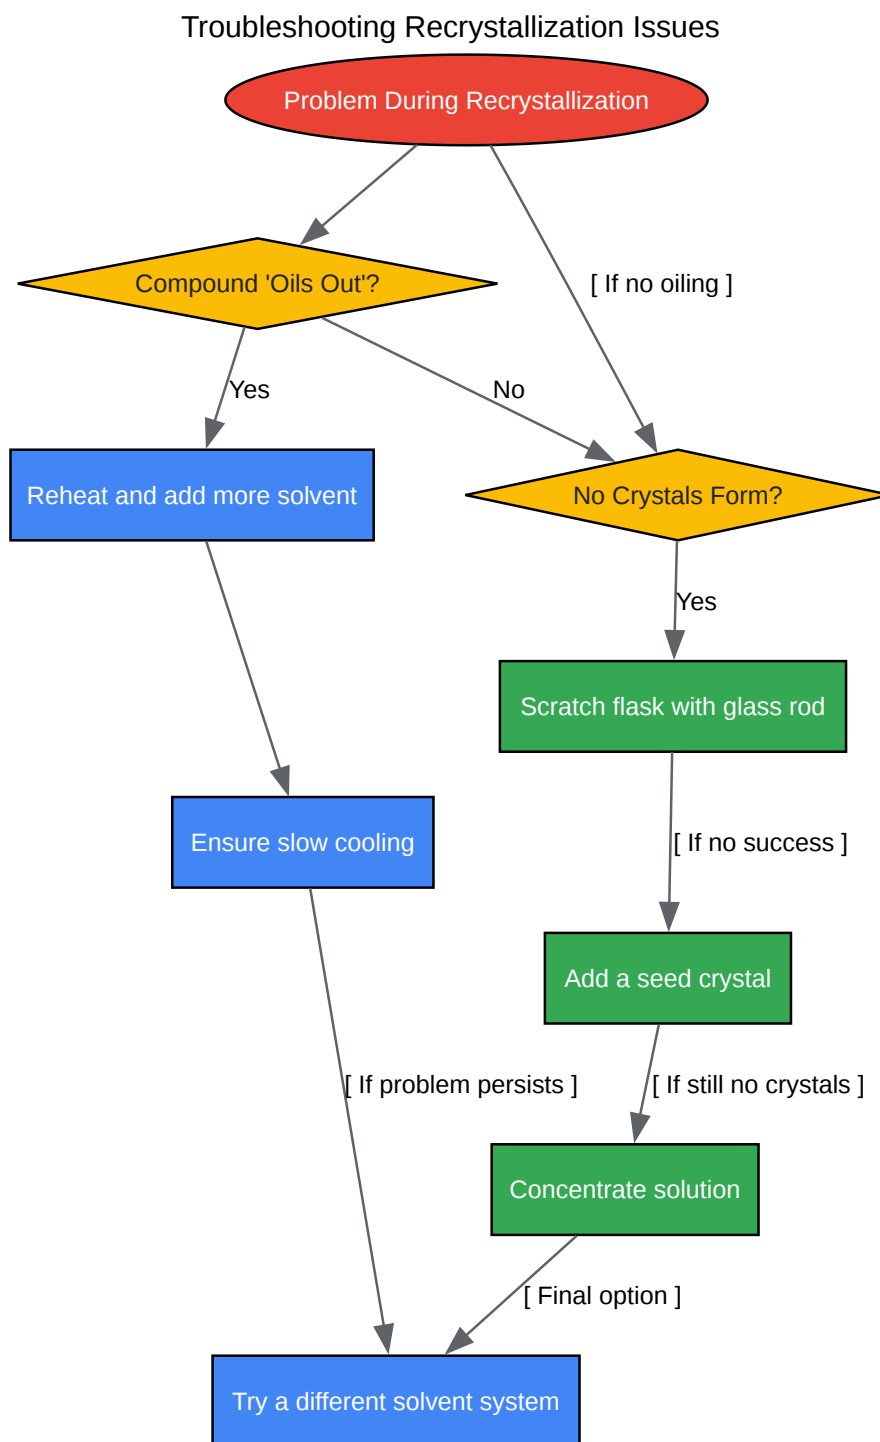 Troubleshooting Recrystallization Issues
Problem During Recrystallization
Compound 'Oils Out'?
[ If no oiling ]
Yes
No
Reheat and add more solvent
No Crystals Form?
Yes
Scratch flask with glass rod
Ensure slow cooling
[ If no success ]
Add a seed crystal
[ If problem persists ]
[ If still no crystals ]
Concentrate solution
[ Final option ]
Try a different solvent system